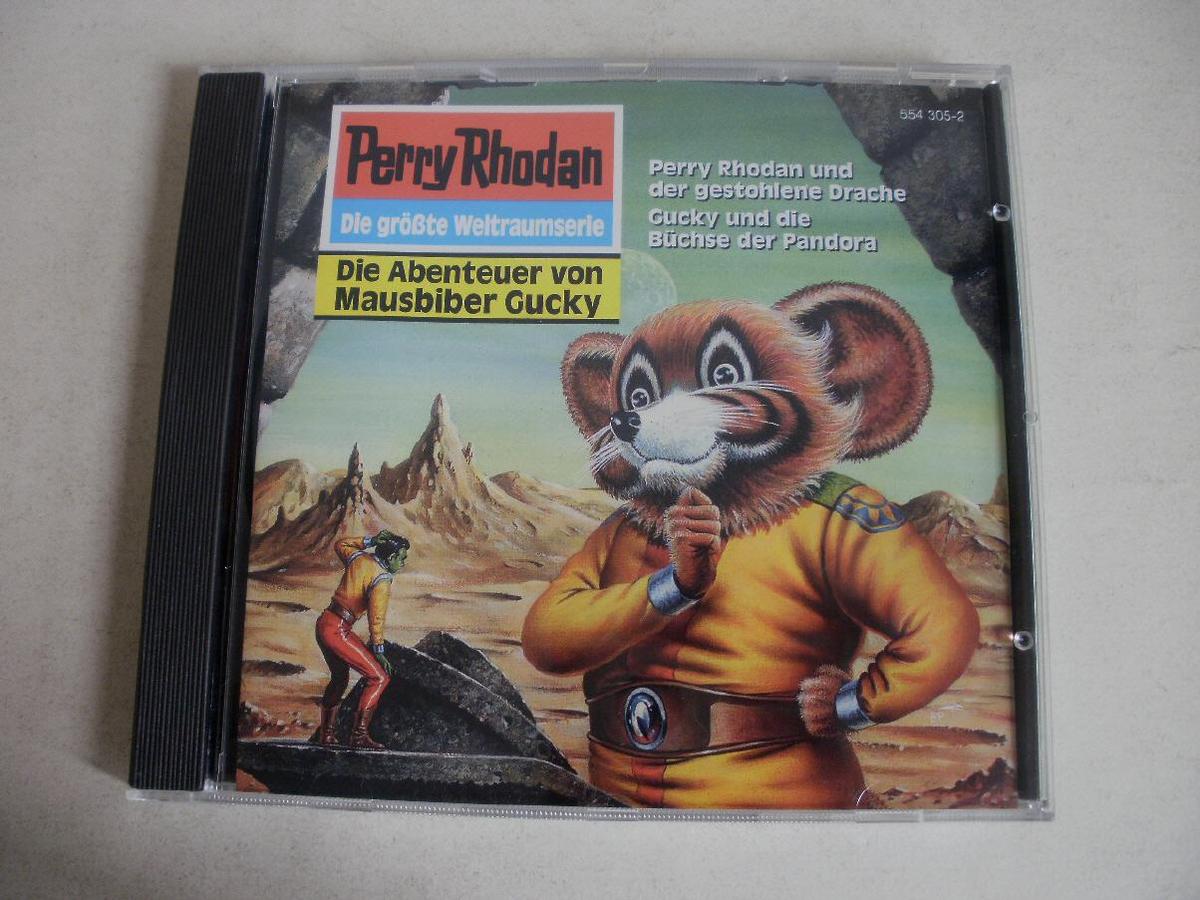 Perry Rhodan
Die größte Weltraumserie
Die Abenteuer von
Mausbiber Gucky
554 305-2
Perry Rhodan und
der gestohlene Drache
Gucky und die
Büchse der Pandora